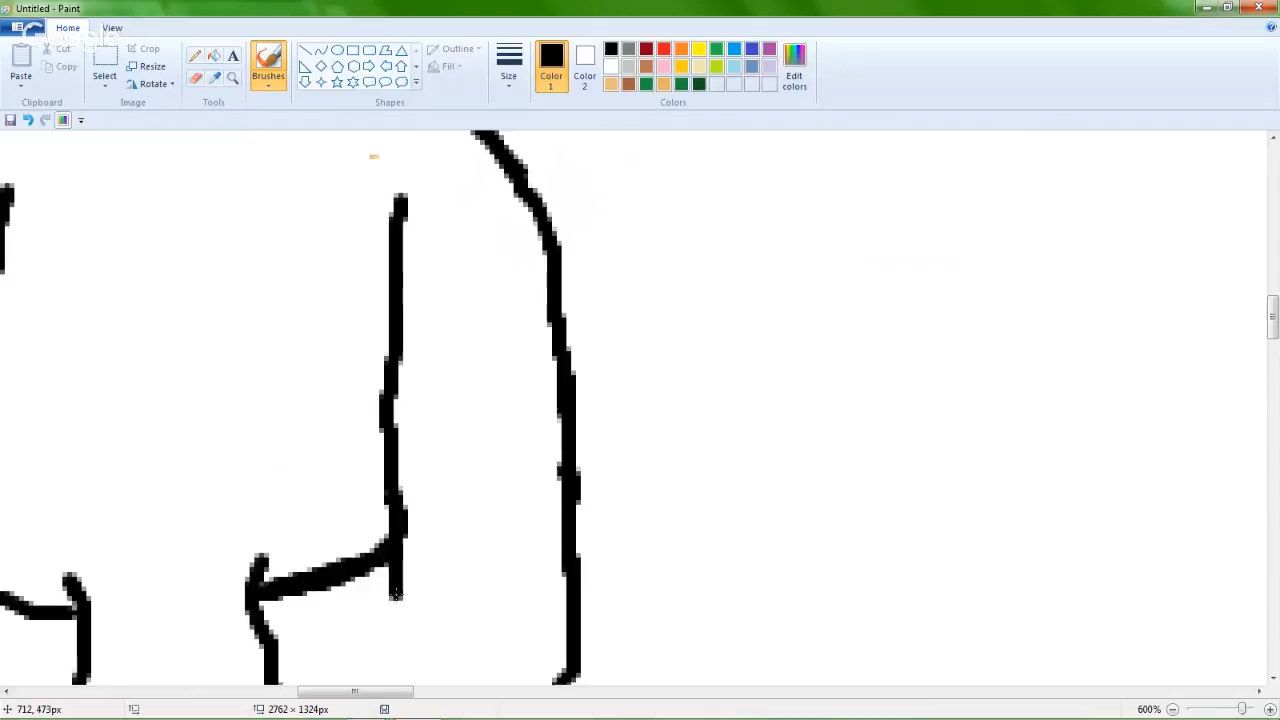 Untitled - Paint
Home View
Paste
Cut
Copy
Clipboard
Select
Crop
Resize
Rotate
Image
A
Tools
Brushes
Outline
Fill
Shapes
Size
Color 1
Color 2
Edit colors
Colors
712, 473px
2762 × 1324px
600%